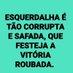 ESQUERDALHA É
TÃO CORRUPTA
E SAFADA, QUE
FESTEJA A
VITÓRIA
ROUBADA.